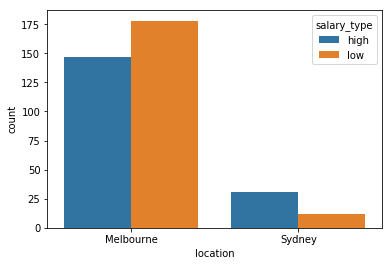 175
150
125
100
75
50
25
0
count
salary_type
high
low
Melbourne
Sydney
location